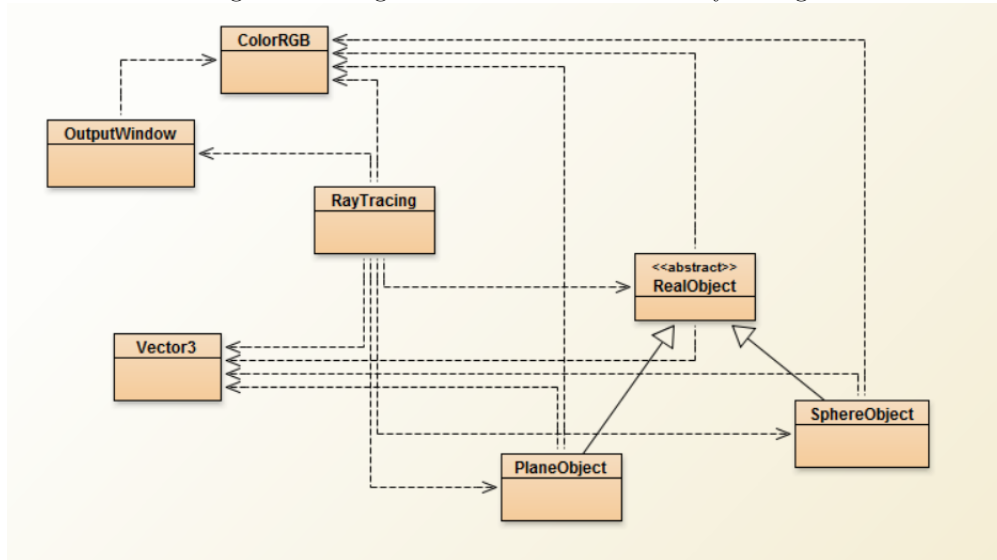 ColorRGB
OutputWindow
RayTracing
<<abstract>>
RealObject
Vector3
SphereObject
PlaneObject